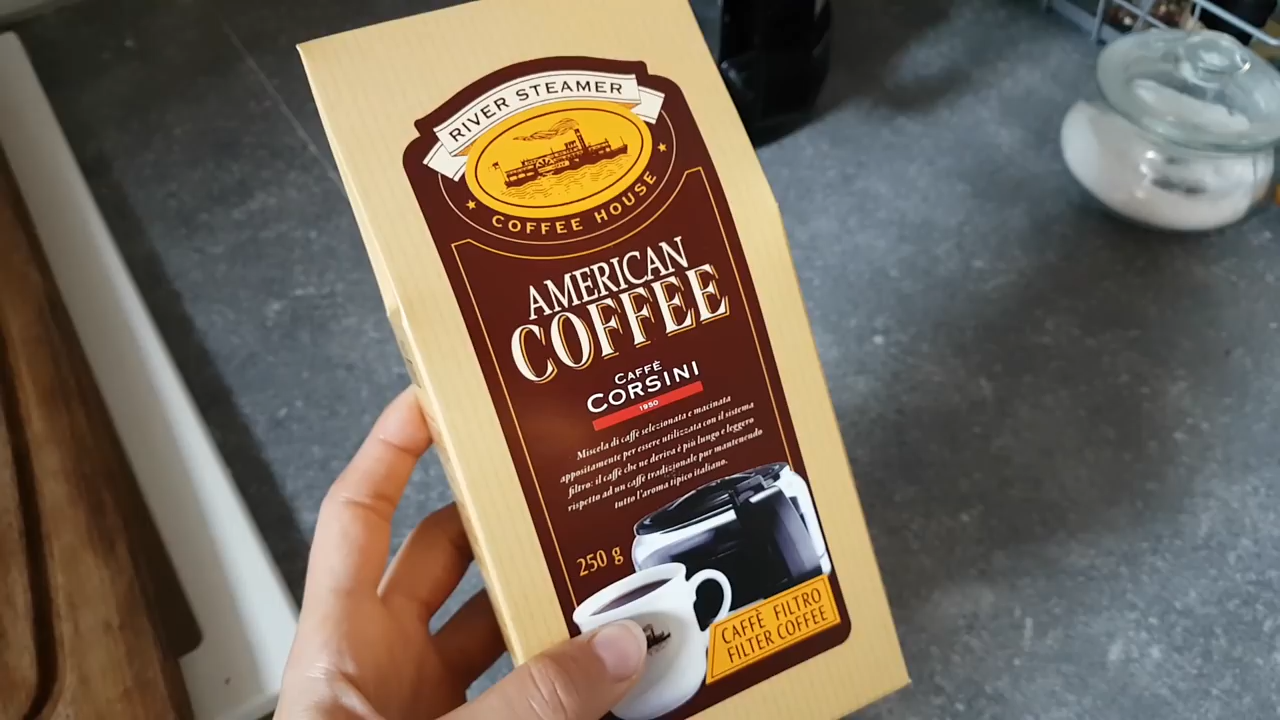 RIVER STEAMER
COFFEE HOUSE
AMERICAN
COFFEE
CAFFÈ
CORSINI
1950
Miscela di caffè selezionata e macinata
appositamente per essere utilizzata con il sistema
filtro: il caffè che ne deriva è più lungo e leggero
rispetto ad un caffè tradizionale pur mantenendo
tutto l'aroma tipico italiano.
250 g
CAFFÈ FILTRO
FILTER COFFEE